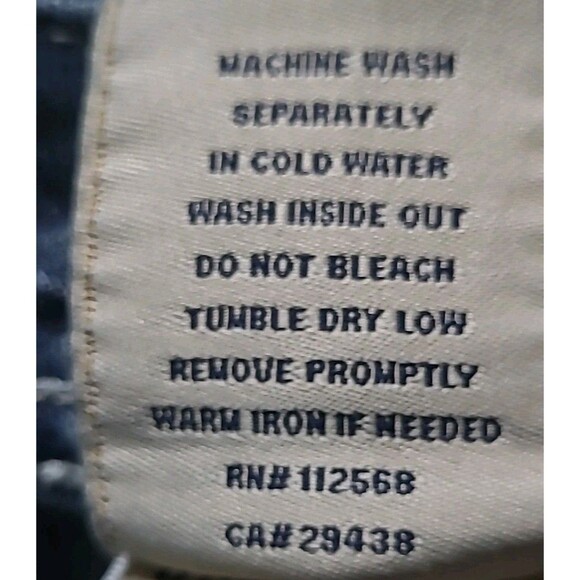 MACHINE WASH
SEPARATELY
IN COLD WATER
WASH INSIDE OUT
DO NOT BLEACH
TUMBLE DRY LOW
REMOVE PROMPTLY
WARM IRON IF NEEDED
RN# 112568
CA# 29438